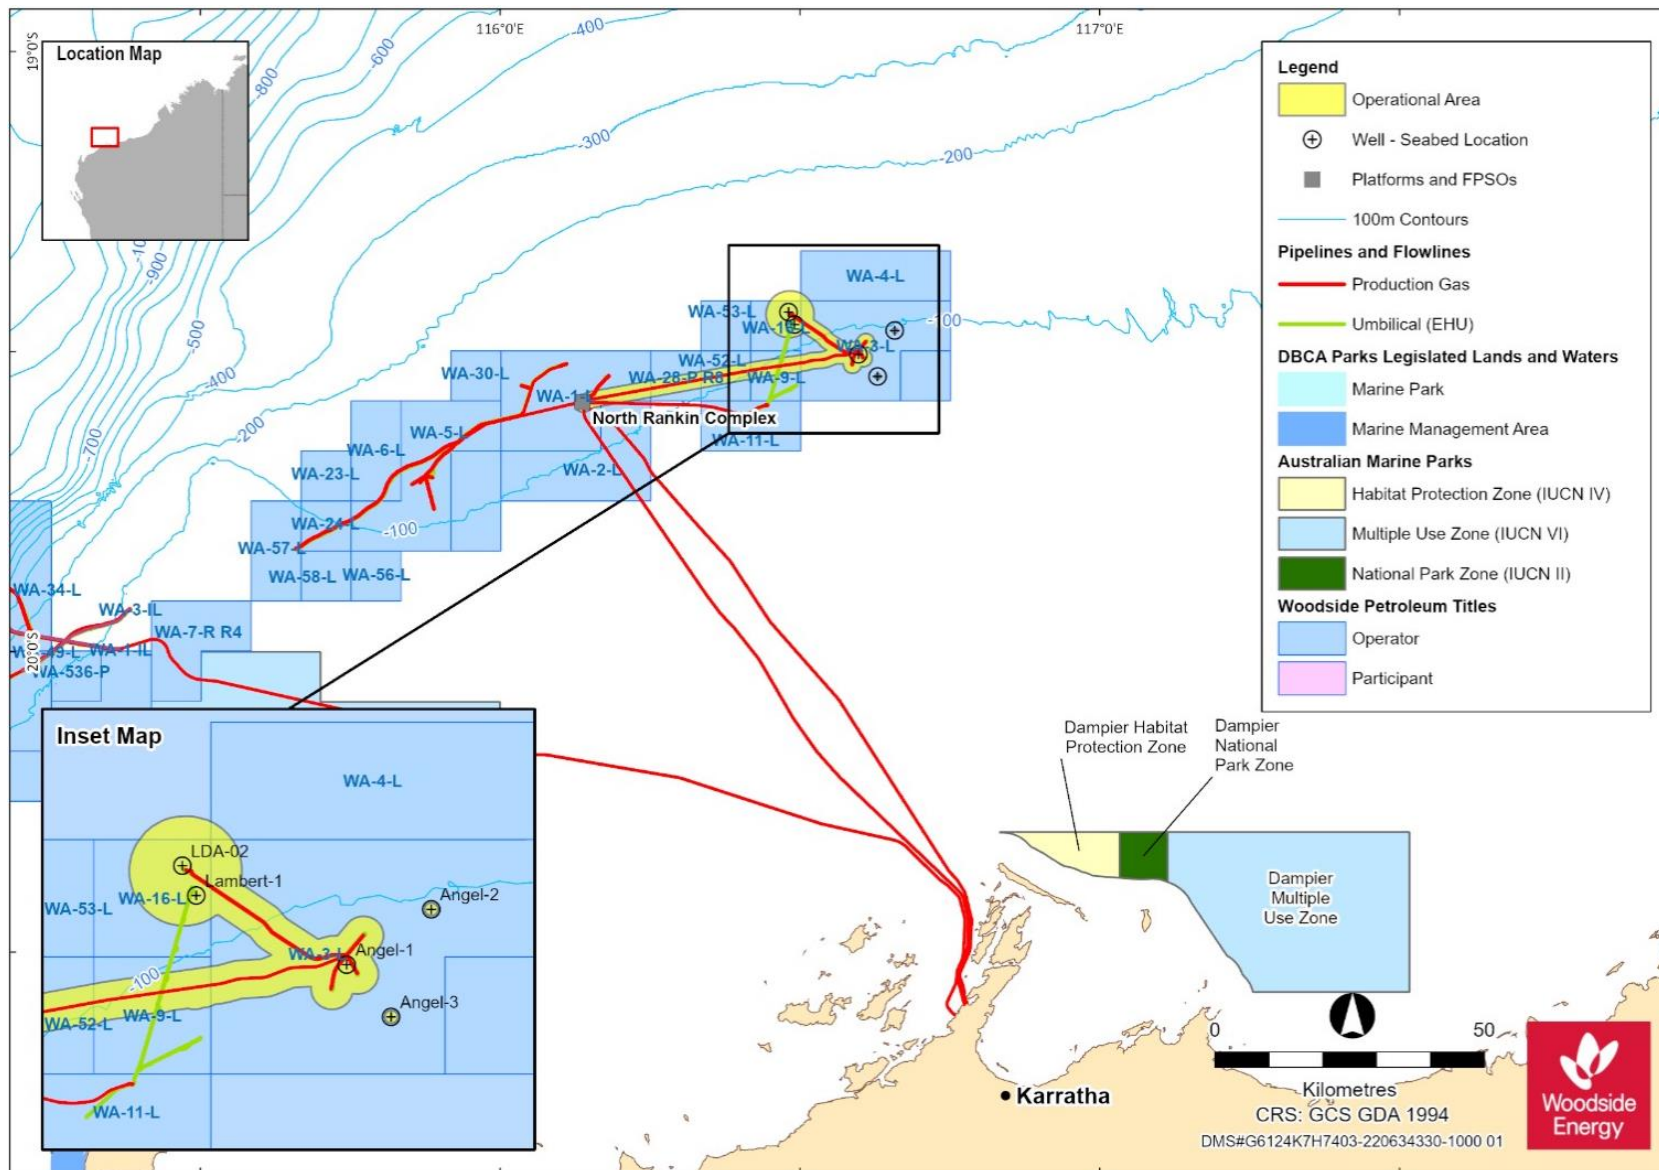 116°0'E
117°0'E
19°0'S
20°0'S
Location Map
-400
-600
-800
-900
-300
-200
-500
-400
-700
-200
-100
-100
WA-4-L
WA-53-L
WA-3-L
WA-52-L
WA-28-P R8
WA-9-L
WA-30-L
WA-1-L
North Rankin Complex
WA-11-L
WA-5-L
WA-6-L
WA-23-L
WA-2-L
WA-24-L
WA-57-L
WA-58-L
WA-56-L
WA-34-L
WA-3-IL
WA-7-R R4
WA-49-L
WA-1-IL
WA-536-P
Legend
Operational Area
Well - Seabed Location
Platforms and FPSOs
100m Contours
Pipelines and Flowlines
Production Gas
Umbilical (EHU)
DBCA Parks Legislated Lands and Waters
Marine Park
Marine Management Area
Australian Marine Parks
Habitat Protection Zone (IUCN IV)
Multiple Use Zone (IUCN VI)
National Park Zone (IUCN II)
Woodside Petroleum Titles
Operator
Participant
Inset Map
WA-4-L
LDA-02
Lambert-1
WA-16-L
WA-53-L
Angel-2
WA-3-L
Angel-1
-100
Angel-3
WA-52-L
WA-9-L
WA-11-L
Dampier Habitat
Protection Zone
Dampier
National
Park Zone
Dampier
Multiple
Use Zone
Karratha
0
50
Kilometres
CRS: GCS GDA 1994
DMS#G6124K7H7403-220634330-1000 01
Woodside
Energy